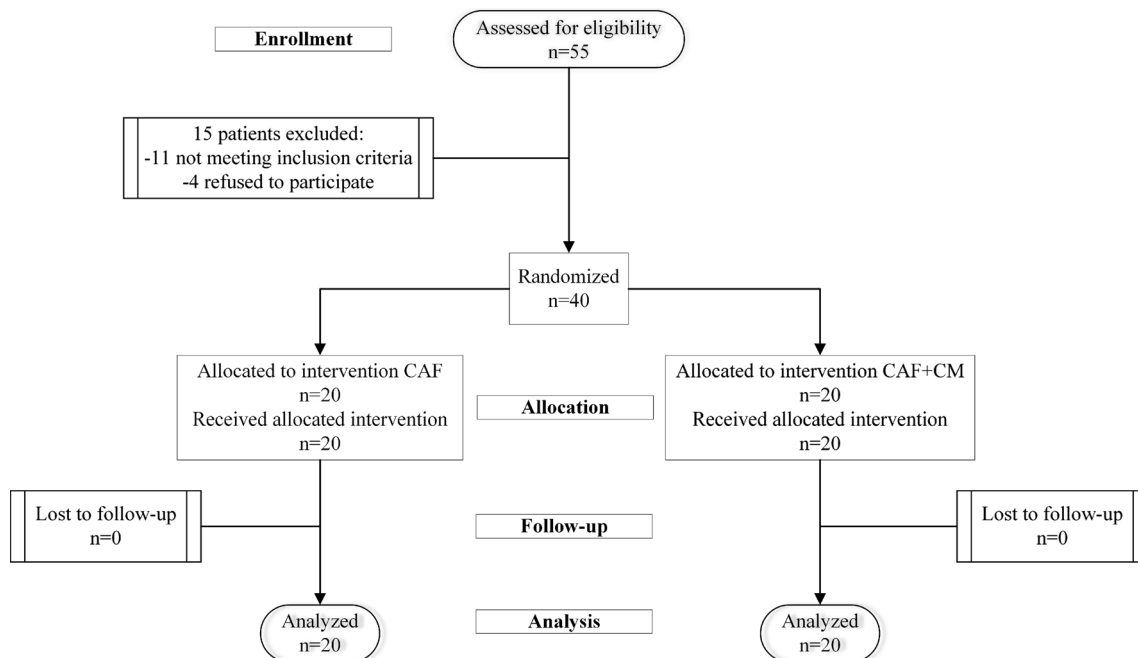 Enrollment
Assessed for eligibility
n=55
15 patients excluded:
-11 not meeting inclusion criteria
-4 refused to participate
Randomized
n=40
Allocated to intervention CAF
n=20
Received allocated intervention
n=20
Allocation
Allocated to intervention CAF+CM
n=20
Received allocated intervention
n=20
Lost to follow-up
n=0
Follow-up
Lost to follow-up
n=0
Analyzed
n=20
Analysis
Analyzed
n=20